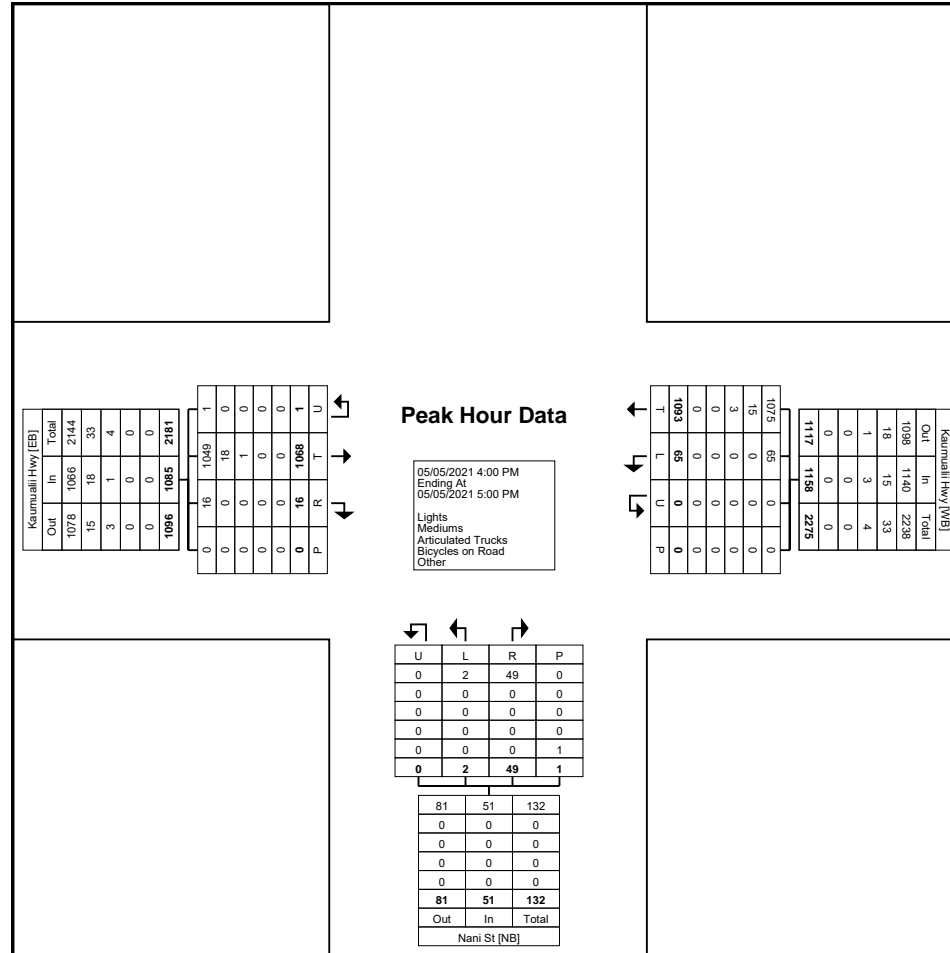 Peak Hour Data
05/05/2021 4:00 PM
Ending At
05/05/2021 5:00 PM
Lights
Mediums
Articulated Trucks
Bicycles on Road
Other
Kaumualii Hwy [EB]
Out In Total
1078 1066 2144
15 18 33
3 1 4
0 0 0
0 0 0
1096 1085 2181
0 16 1049 1
0 0 18 0
0 0 1 0
0 0 0 0
0 0 0 0
0 16 1068 1
P R T U
Kaumualii Hwy [WB]
Out In Total
1098 1140 2238
18 15 33
1 3 4
0 0 0
0 0 0
1117 1158 2275
1075 65 0 0
15 0 0 0
3 0 0 0
0 0 0 0
0 0 0 0
1093 65 0 0
T L U P
U L R P
0 2 49 0
0 0 0 0
0 0 0 0
0 0 0 0
0 0 0 1
0 2 49 1
81 51 132
0 0 0
0 0 0
0 0 0
0 0 0
81 51 132
Out In Total
Nani St [NB]